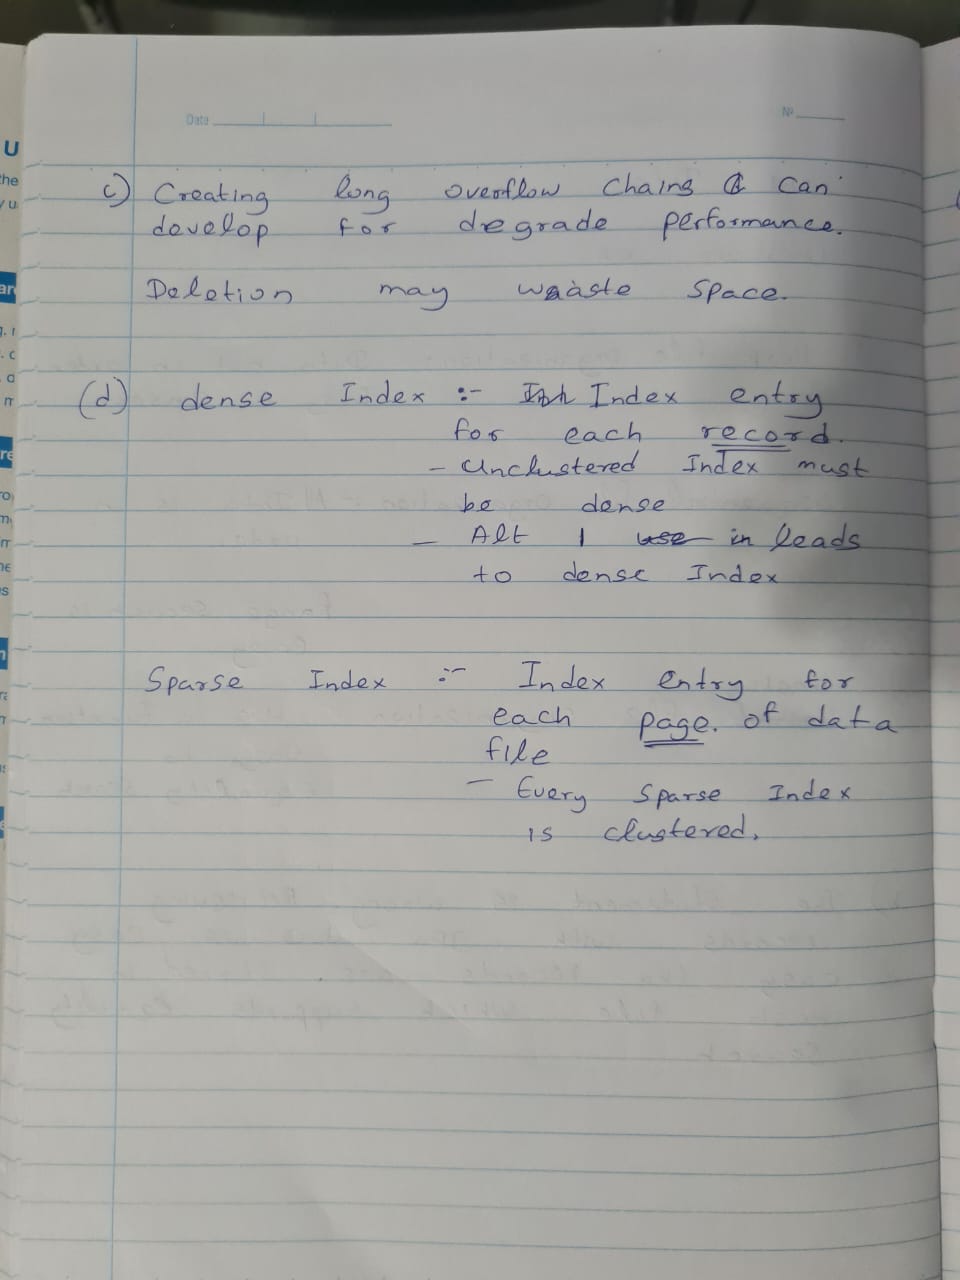 Date
No
c) Creating long overflow chains & can
develop for degrade performance.
Deletion may waste space.
(d) dense Index :- Index entry
for each record.
- Unclustered Index must
be dense
- Alt 1 use in leads
to dense Index
Sparse Index :- Index entry for
each page. of data
file
- Every Sparse Index
is clustered.